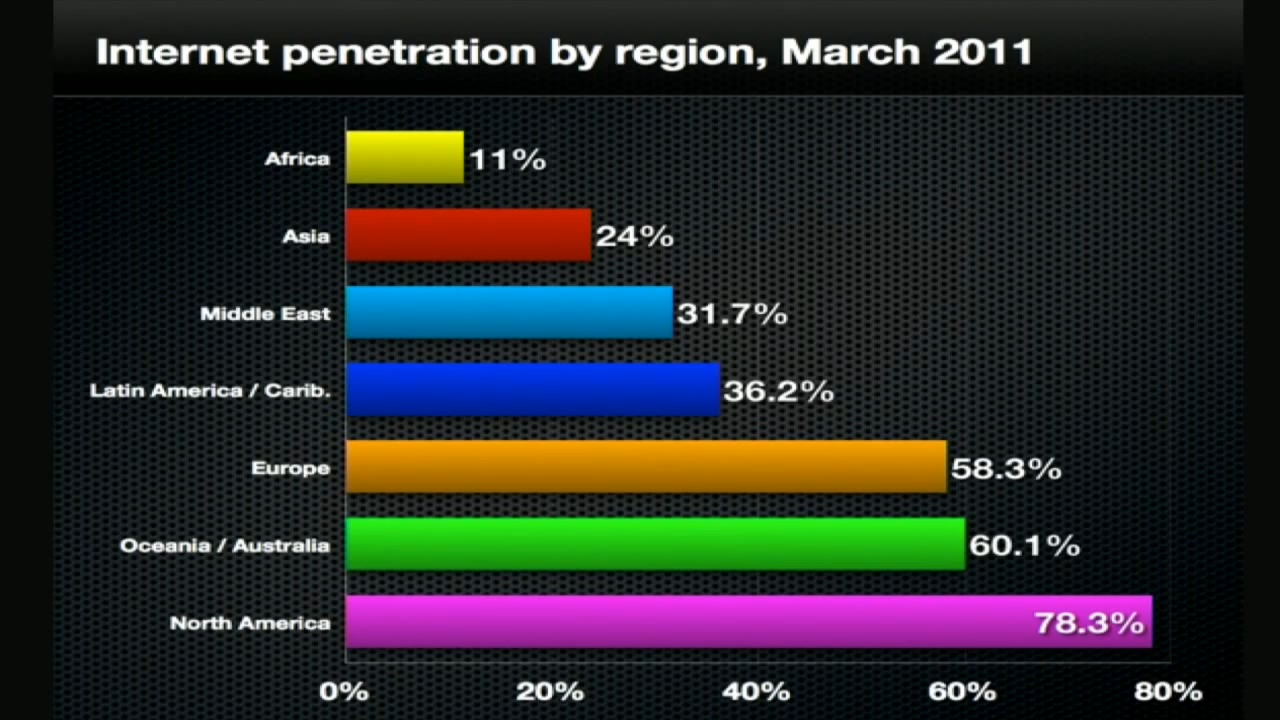 Internet penetration by region, March 2011
Africa 11%
Asia 24%
Middle East 31.7%
Latin America / Carib. 36.2%
Europe 58.3%
Oceania / Australia 60.1%
North America 78.3%
0% 20% 40% 60% 80%